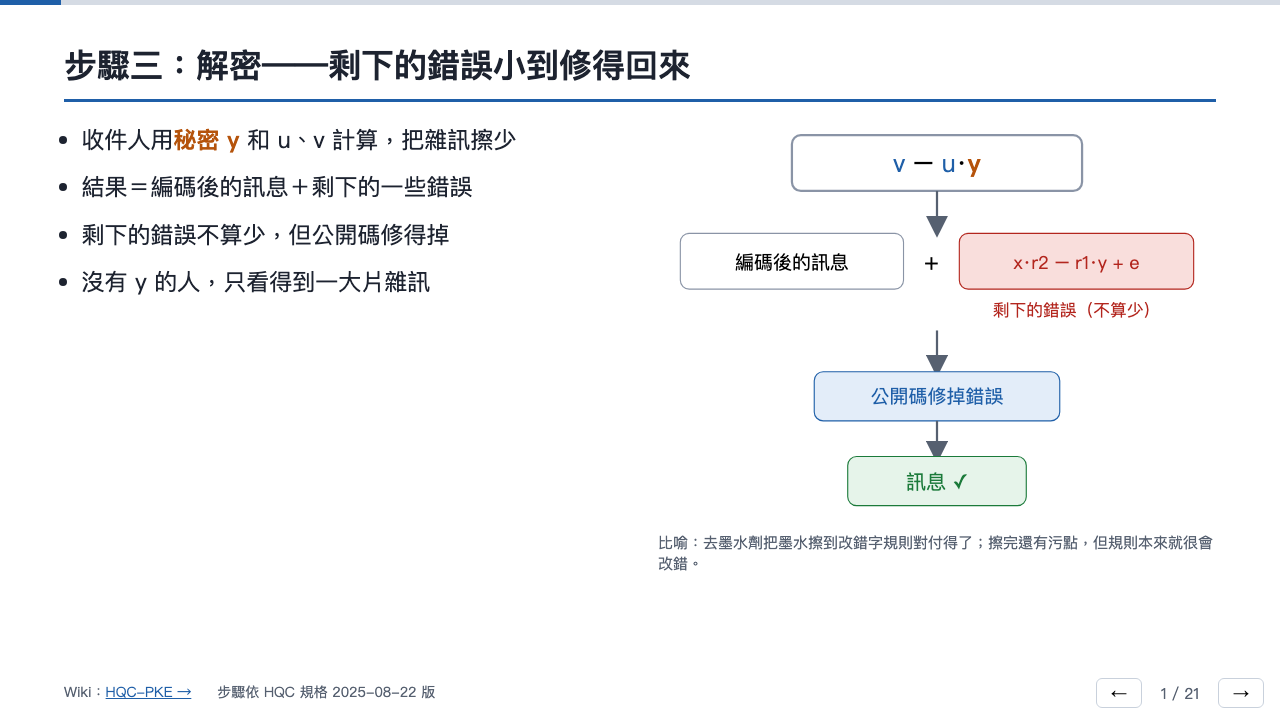 步驟三：解密——剩下的錯誤小到修得回來
• 收件人用秘密 y 和 u、v 計算，把雜訊擦少
• 結果＝編碼後的訊息＋剩下的一些錯誤
• 剩下的錯誤不算少，但公開碼修得掉
• 沒有 y 的人，只看得到一大片雜訊
v − u·y
編碼後的訊息 + x·r2 − r1·y + e
剩下的錯誤（不算少）
公開碼修掉錯誤
訊息 ✓
比喻：去墨水劑把墨水擦到改錯字規則對付得了；擦完還有污點，但規則本來就很會
改錯。
Wiki：HQC-PKE → 步驟依 HQC 規格 2025-08-22 版
← 1 / 21 →